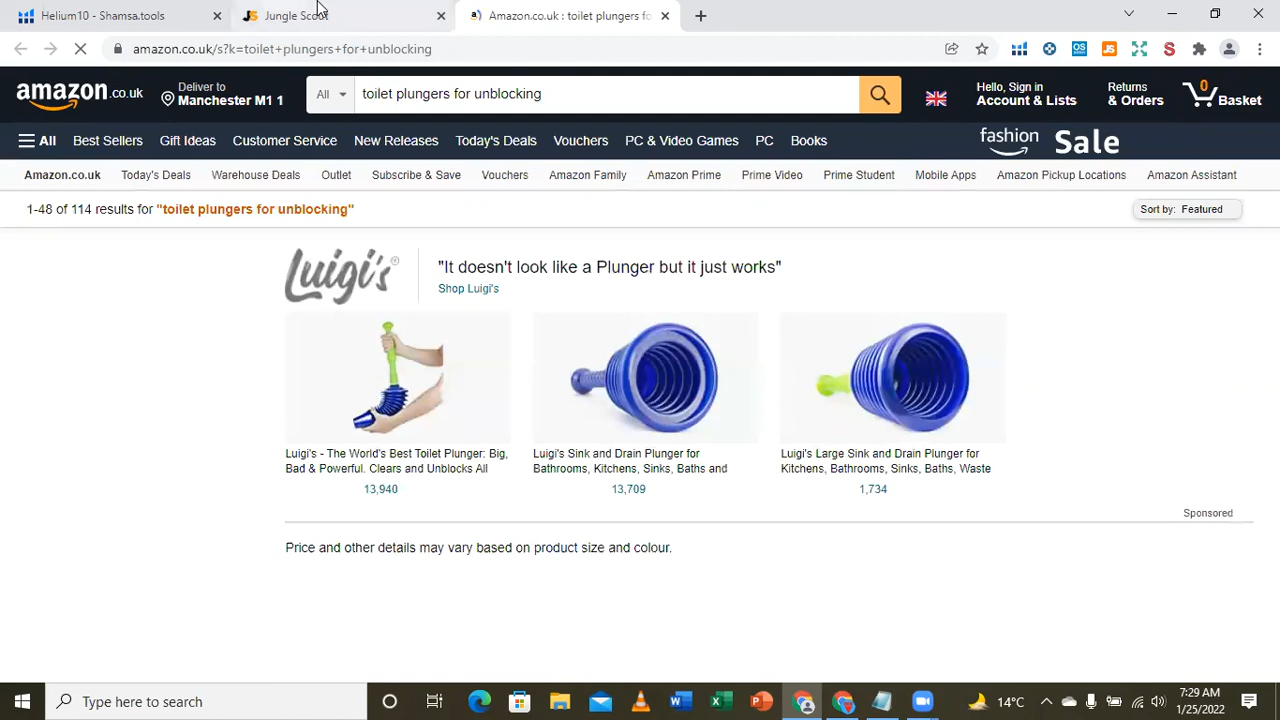 Helium10 - Shamsa.tools
Jungle Scout
Amazon.co.uk : toilet plungers fo
amazon.co.uk/s?k=toilet+plungers+for+unblocking
OS
JS
S
amazon.co.uk
Deliver to
Manchester M1 1
All
toilet plungers for unblocking
Hello, Sign in
Account & Lists
Returns
& Orders
0
Basket
All
Best Sellers
Gift Ideas
Customer Service
New Releases
Today's Deals
Vouchers
PC & Video Games
PC
Books
fashion
Sale
Amazon.co.uk
Today's Deals
Warehouse Deals
Outlet
Subscribe & Save
Vouchers
Amazon Family
Amazon Prime
Prime Video
Prime Student
Mobile Apps
Amazon Pickup Locations
Amazon Assistant
1-48 of 114 results for "toilet plungers for unblocking"
Sort by: Featured
Luigi's®
"It doesn't look like a Plunger but it just works"
Shop Luigi's
Luigi's - The World's Best Toilet Plunger: Big,
Bad & Powerful. Clears and Unblocks All
13,940
Luigi's Sink and Drain Plunger for
Bathrooms, Kitchens, Sinks, Baths and
13,709
Luigi's Large Sink and Drain Plunger for
Kitchens, Bathrooms, Sinks, Baths, Waste
1,734
Sponsored
Price and other details may vary based on product size and colour.
Type here to search
14°C
7:29 AM
1/25/2022